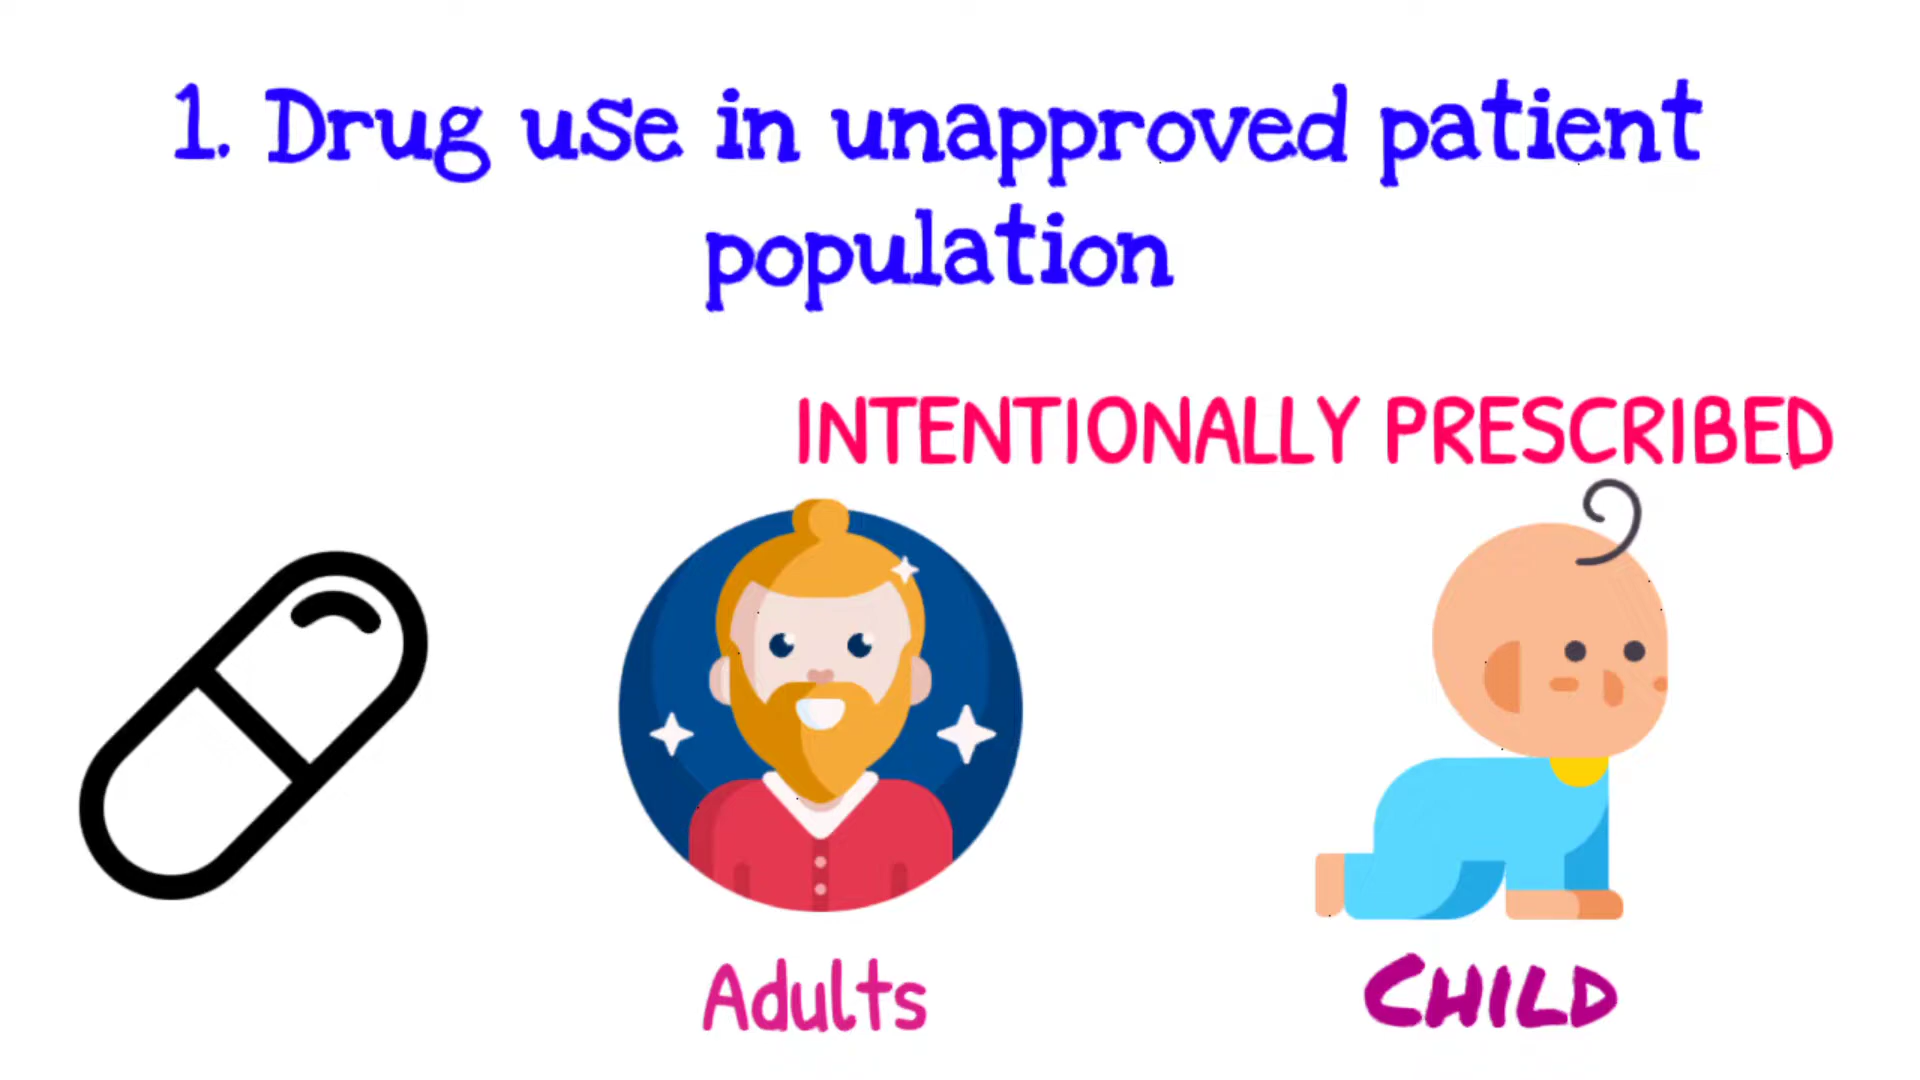 1. Drug use in unapproved patient
population
INTENTIONALLY PRESCRIBED
Adults
CHILD